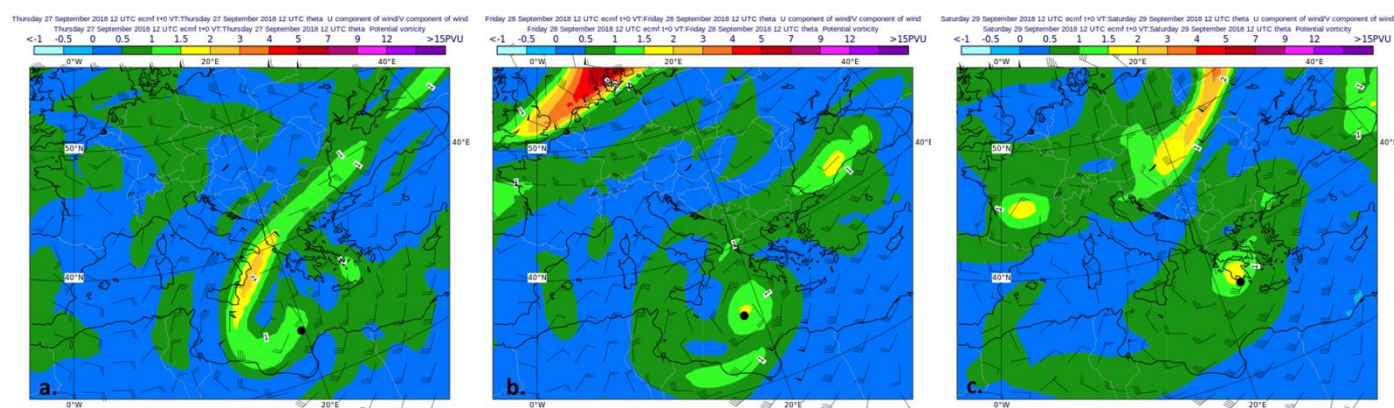 Thursday 27 September 2018 12 UTC ecmf t+0 VT:Thursday 27 September 2018 12 UTC theta U component of wind/V component of wind
Thursday 27 September 2018 12 UTC ecmf t+0 VT:Thursday 27 September 2018 12 UTC theta Potential vorticity
<-1 -0.5 0 0.5 1 1.5 2 3 4 5 7 9 12 >15PVU
0°W 20°E 40°E
50°N
40°E
40°N
a.
0°W 20°E
Friday 28 September 2018 12 UTC ecmf t+0 VT:Friday 28 September 2018 12 UTC theta U component of wind/V component of wind
Friday 28 September 2018 12 UTC ecmf t+0 VT:Friday 28 September 2018 12 UTC theta Potential vorticity
<-1 -0.5 0 0.5 1 1.5 2 3 4 5 7 9 12 >15PVU
0°W 20°E 40°E
50°N
40°E
40°N
b.
0°W 20°E
Saturday 29 September 2018 12 UTC ecmf t+0 VT:Saturday 29 September 2018 12 UTC theta U component of wind/V component of wind
Saturday 29 September 2018 12 UTC ecmf t+0 VT:Saturday 29 September 2018 12 UTC theta Potential vorticity
<-1 -0.5 0 0.5 1 1.5 2 3 4 5 7 9 12 >15PVU
0°W 20°E 40°E
50°N
40°E
40°N
c.
0°W 20°E